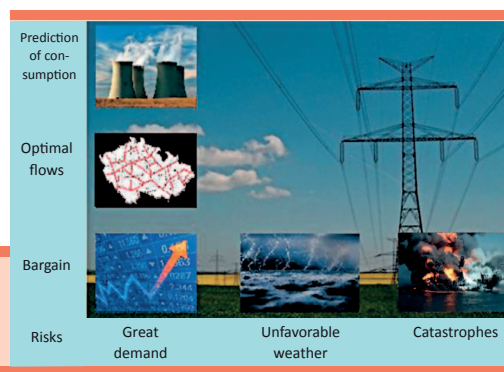 Prediction
of con-
sumption
Optimal
flows
Bargain
Risks
Great
demand
Unfavorable
weather
Catastrophes